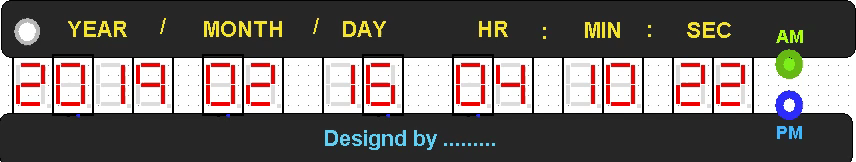 YEAR / MONTH / DAY HR : MIN : SEC
AM
2019 02 16 04 10 22
PM
Designd by .........